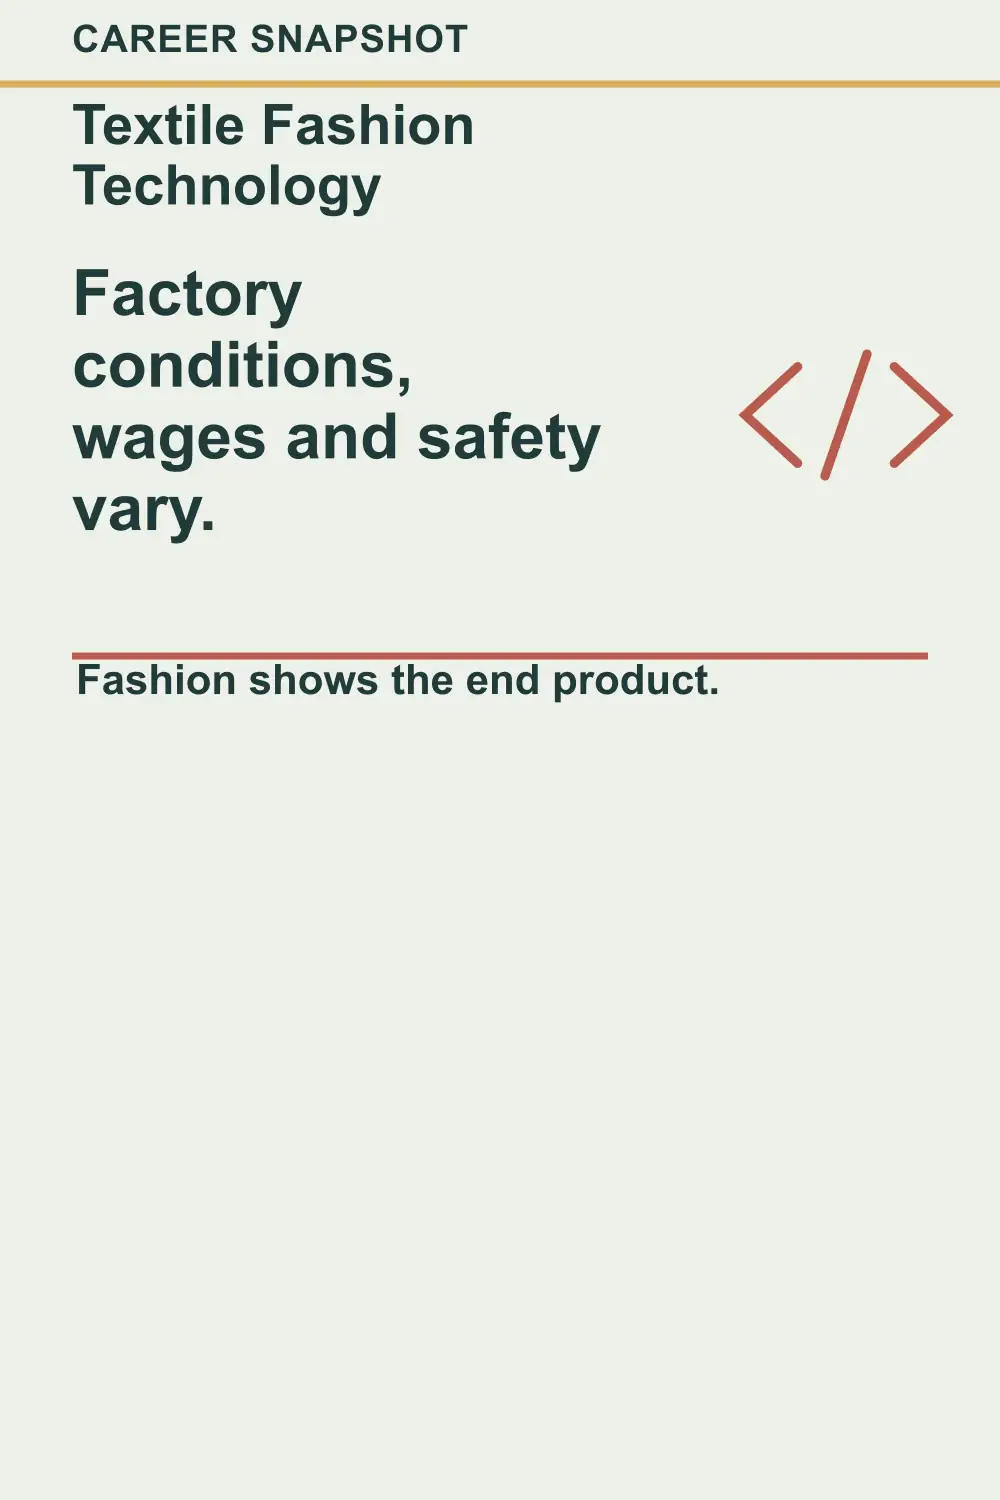 CAREER SNAPSHOT
Textile Fashion
Technology
Factory
conditions,
wages and safety
vary.
Fashion shows the end product.